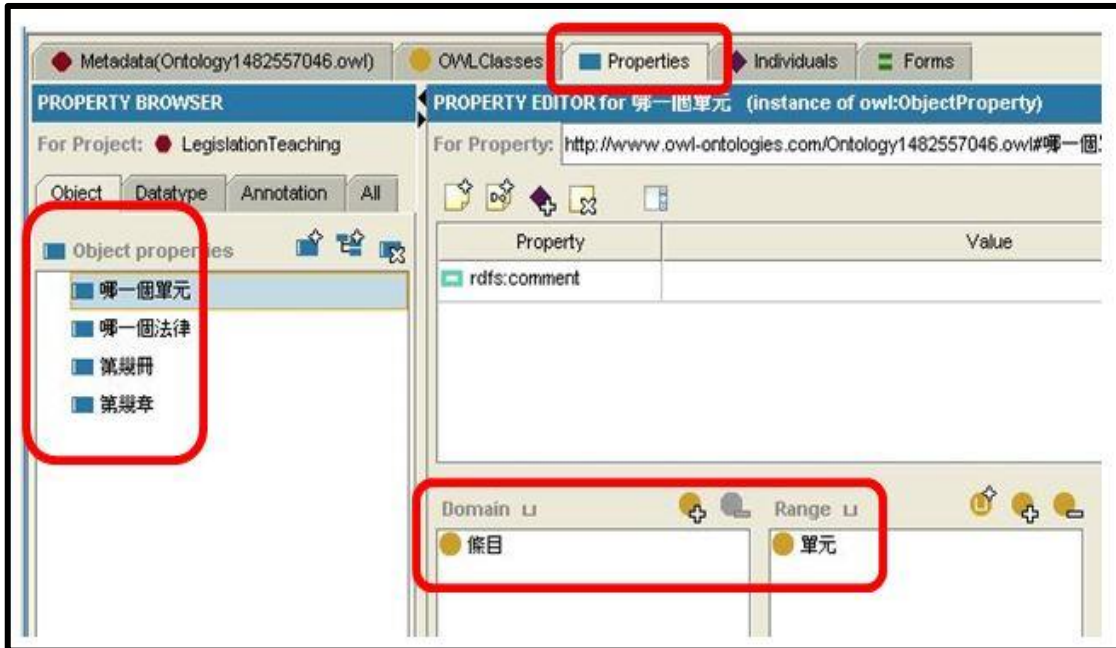 Metadata(Ontology1482557046.owl) OWLClasses Properties Individuals Forms
PROPERTY BROWSER
For Project: LegislationTeaching
Object Datatype Annotation All
Object properties
哪一個單元
哪一個法律
第幾冊
第幾章
PROPERTY EDITOR for 哪一個單元 (instance of owl:ObjectProperty)
For Property: http://www.owl-ontologies.com/Ontology1482557046.owl#哪一個
Property Value
rdfs:comment
Domain ⊔ Range ⊔
條目 單元